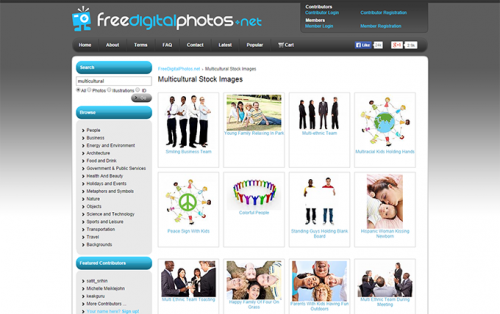 freedigitalphotos.net
Contributors
Contributor Login
Contributor Registration
Members
Member Login
Member Registration
Home
About
Terms
FAQ
Contact
Latest
Popular
Cart
Like
Search
multicultural
All
Photos
Illustrations
ID
FreeDigitalPhotos.net
Multicultural Stock Images
Multicultural Stock Images
Browse
People
Business
Energy and Environment
Architecture
Food and Drink
Government & Public Services
Health And Beauty
Holidays and Events
Metaphors and Symbols
Nature
Objects
Science and Technology
Sports and Leisure
Transportation
Travel
Backgrounds
Smiling Business Team
Young Family Relaxing In Park
Multi-ethnic Team
Multiracial Kids Holding Hands
Peace Sign With Kids
Colorful People
Standing Guys Holding Blank Board
Hispanic Woman Kissing Newborn
Featured Contributors
Michelle Meiklejohn
More Contributors ...
Your name here? Sign up!
Multi Ethnic Team Teaching
Happy Family Of Four On Grass
Parents With Kids Having Fun Outdoors
Multi-Ethnic Team During Meeting